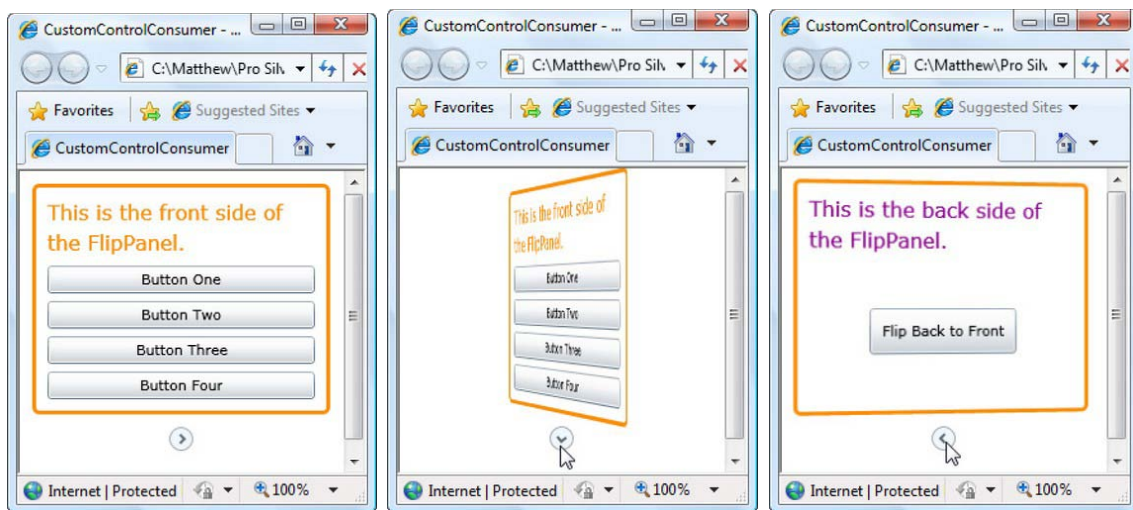 CustomControlConsumer - ...
C:\Matthew\Pro Silv
Favorites
Suggested Sites
CustomControlConsumer
This is the front side of
the FlipPanel.
Button One
Button Two
Button Three
Button Four
Internet | Protected
100%
CustomControlConsumer - ...
C:\Matthew\Pro Silv
Favorites
Suggested Sites
CustomControlConsumer
This is the front side of
the FlipPanel.
Button One
Button Two
Button Three
Button Four
Internet | Protected
100%
CustomControlConsumer - ...
C:\Matthew\Pro Silv
Favorites
Suggested Sites
CustomControlConsumer
This is the back side of
the FlipPanel.
Flip Back to Front
Internet | Protected
100%